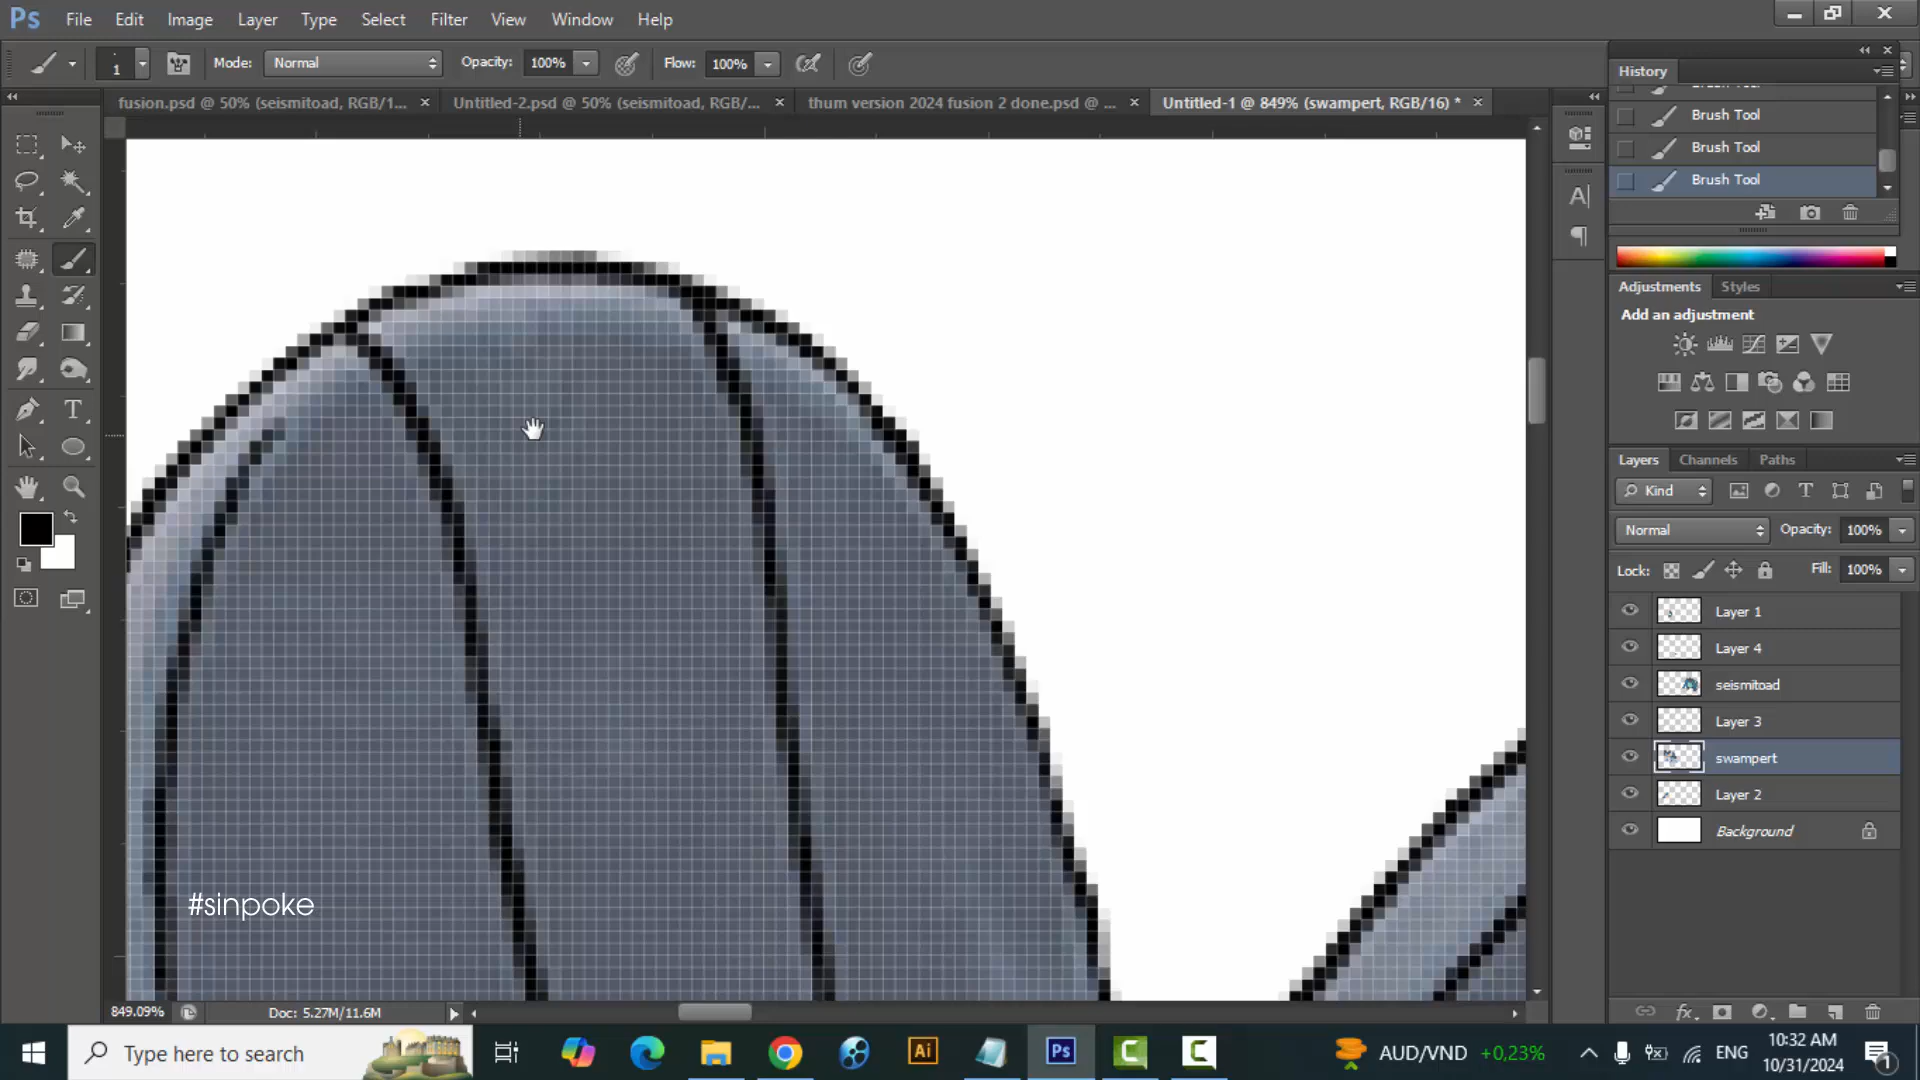 Ps File Edit Image Layer Type Select Filter View Window Help
1 Mode: Normal Opacity: 100% Flow: 100%
fusion.psd @ 50% (seismitoad, RGB/1... Untitled-2.psd @ 50% (seismitoad, RGB/... thum version 2024 fusion 2 done.psd @ ... Untitled-1 @ 849% (swampert, RGB/16) *
History
Brush Tool
Brush Tool
Brush Tool
Adjustments Styles
Add an adjustment
Layers Channels Paths
Kind
Normal Opacity: 100%
Lock: Fill: 100%
Layer 1
Layer 4
seismitoad
Layer 3
swampert
Layer 2
Background
#sinpoke
849.09% Doc: 5.27M/11.6M
Type here to search
Ai Ps
AUD/VND +0,23%
ENG
10:32 AM
10/31/2024
1